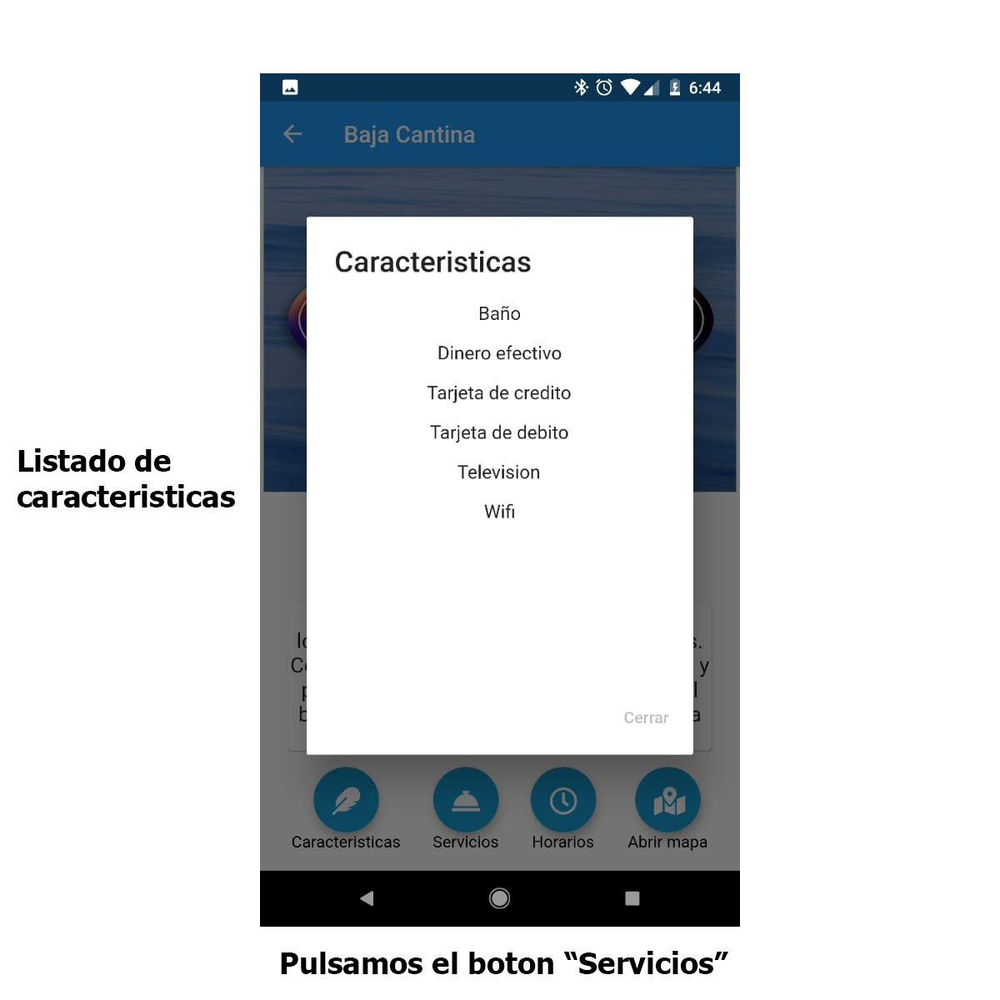 6:44
Baja Cantina
Caracteristicas
Baño
Dinero efectivo
Tarjeta de credito
Tarjeta de debito
Television
Wifi
Listado de
caracteristicas
y
Cerrar
Caracteristicas
Servicios
Horarios
Abrir mapa
Pulsamos el boton “Servicios”